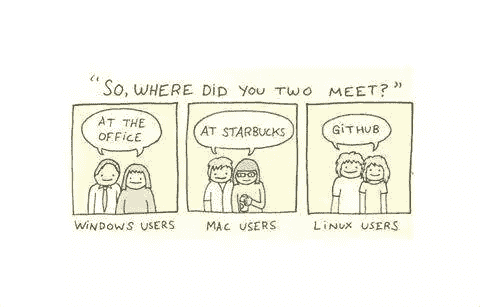 "SO, WHERE DID YOU TWO MEET?"
AT THE
OFFICE
AT STARBUCKS
GITHUB
WINDOWS USERS
MAC USERS
LINUX USERS